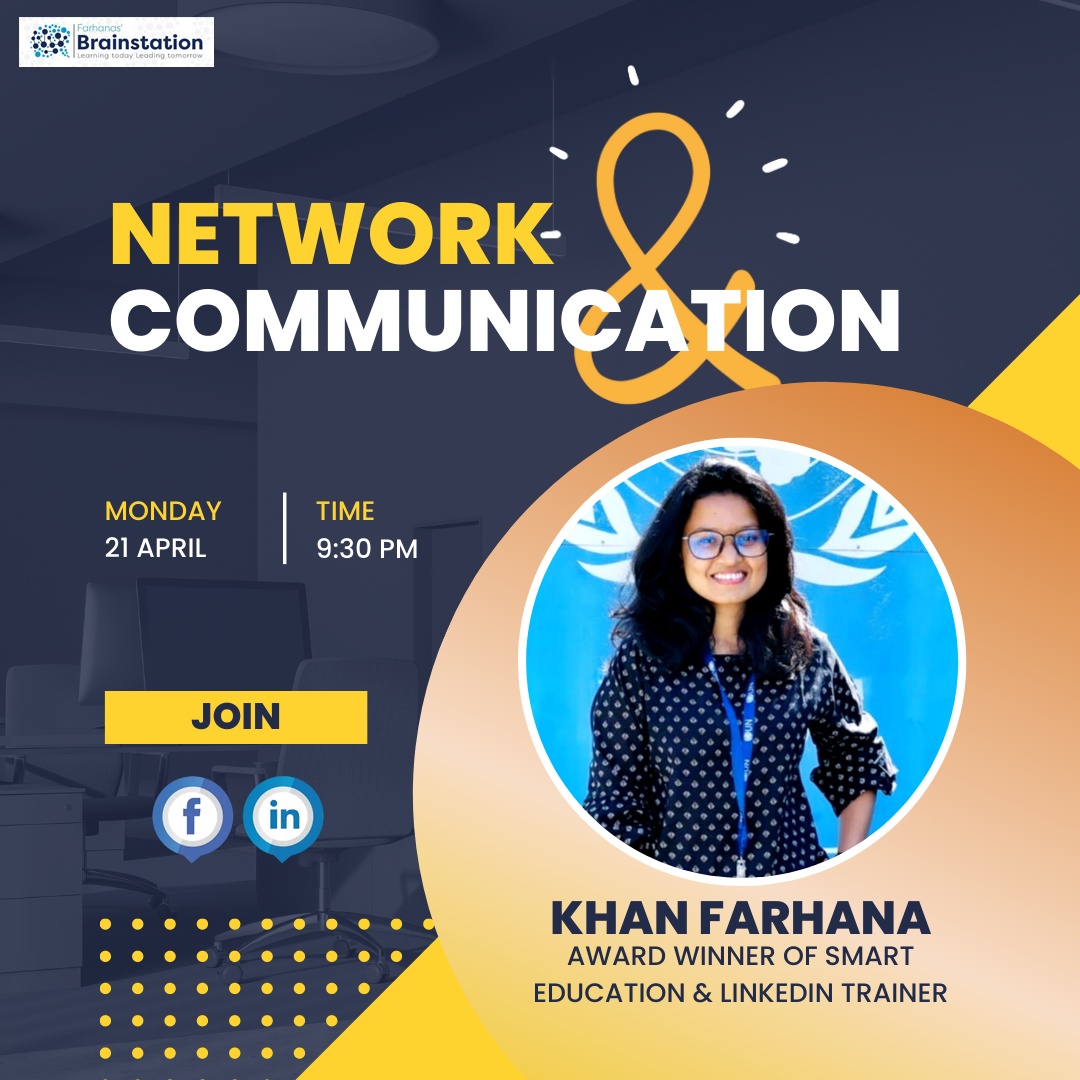 Farhanas'
Brainstation
Learning today Leading tomorrow
&
NETWORK
COMMUNICATION
MONDAY
21 APRIL
TIME
9:30 PM
JOIN
f
in
KHAN FARHANA
AWARD WINNER OF SMART
EDUCATION & LINKEDIN TRAINER